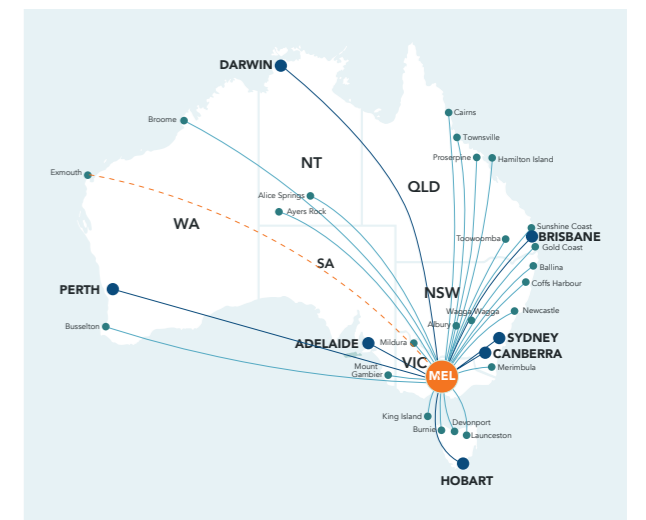 DARWIN
Cairns
Broome
Townsville
NT
Proserpine
Hamilton Island
Exmouth
QLD
Alice Springs
Ayers Rock
WA
Sunshine Coast
Toowoomba
BRISBANE
Gold Coast
SA
Ballina
PERTH
NSW
Coffs Harbour
Wagga Wagga
Newcastle
Busselton
Albury
ADELAIDE
Mildura
SYDNEY
CANBERRA
VIC
Mount
Gambier
MEL
Merimbula
King Island
Devonport
Burnie
Launceston
HOBART